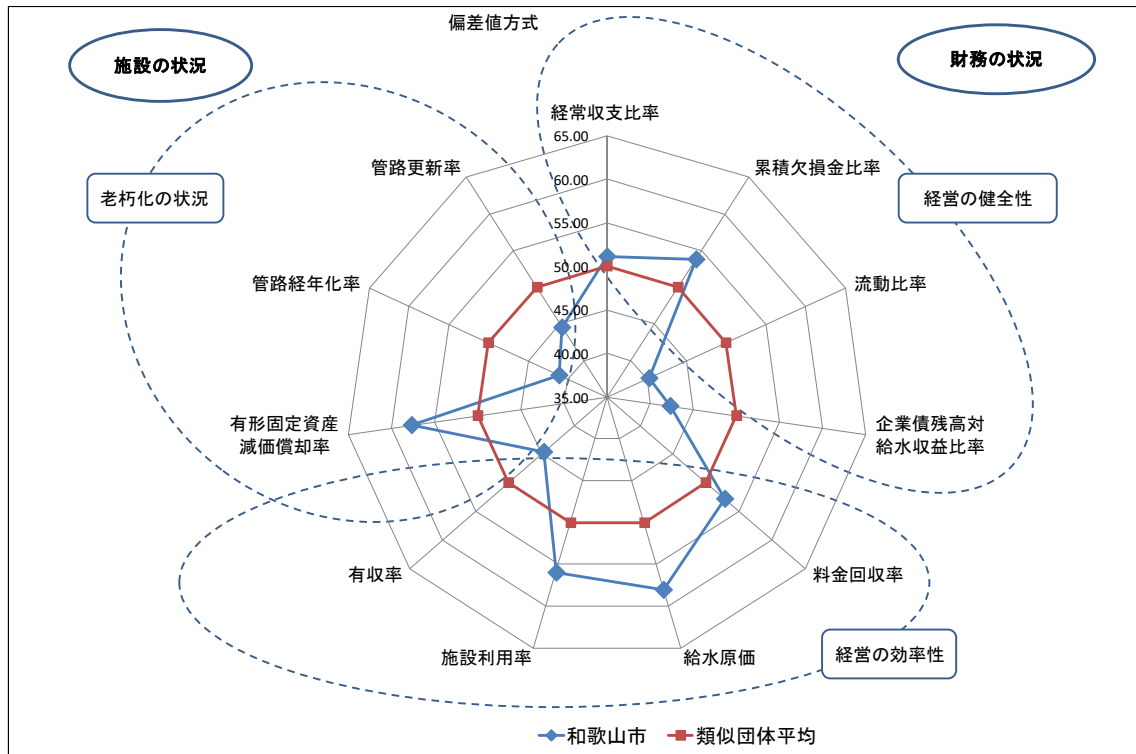 偏差値方式
施設の状況
財務の状況
経常収支比率
累積欠損金比率
流動比率
企業債残高対
給水収益比率
料金回収率
給水原価
施設利用率
有収率
有形固定資産
減価償却率
管路経年化率
管路更新率
老朽化の状況
経営の健全性
経営の効率性
65.00
60.00
55.00
50.00
45.00
40.00
35.00
和歌山市
類似団体平均